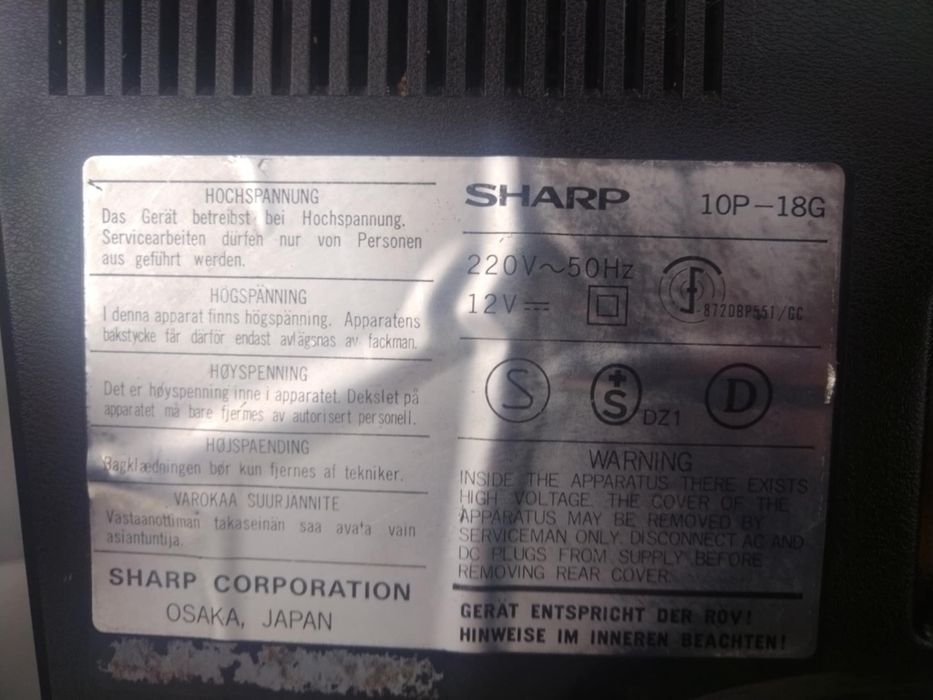 HOCHSPANNUNG
Das Gerät betreibst bei Hochspannung.
Servicearbeiten dürfen nur von Personen
aus geführt werden.
HÖGSPÄNNING
I denna apparat finns högspänning. Apparatens
bakstycke får därför endast avlägsnas av fackman.
HØYSPENNING
Det er høyspenning inne i apparatet. Dekslet på
apparatet må bare fjernes av autorisert personell.
HØJSPAENDING
Bagklædningen bør kun fjernes af tekniker.
VAROKAA SUURJANNITE
Vastaanottiman takaseinän saa avata vain
asiantuntija.
SHARP CORPORATION
OSAKA, JAPAN
SHARP 10P-18G
220V~50Hz
12V
872DBP551/GC
S
+S DZ1
D
WARNING
INSIDE THE APPARATUS THERE EXISTS
HIGH VOLTAGE. THE COVER OF THE
APPARATUS MAY BE REMOVED BY
SERVICEMAN ONLY. DISCONNECT AC AND
DC PLUGS FROM SUPPLY BEFORE
REMOVING REAR COVER.
GERÄT ENTSPRICHT DER RÖV!
HINWEISE IM INNEREN BEACHTEN!